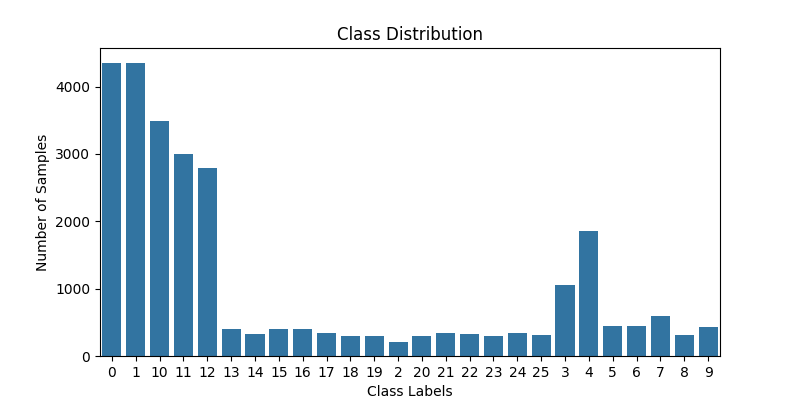 Class Distribution
Number of Samples
4000
3000
2000
1000
0
0 1 10 11 12 13 14 15 16 17 18 19 2 20 21 22 23 24 25 3 4 5 6 7 8 9
Class Labels